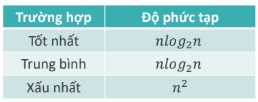 Trường hợp Độ phức tạp
Tốt nhất nlog₂n
Trung bình nlog₂n
Xấu nhất n²